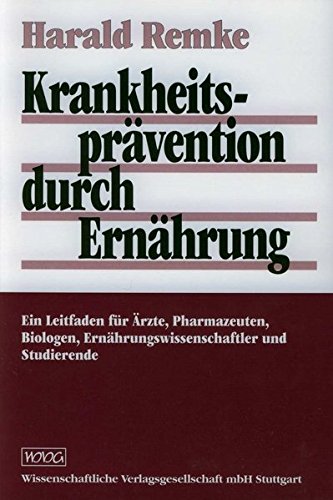 Harald Remke
Krankheits-
prävention
durch
Ernährung
Ein Leitfaden für Ärzte, Pharmazeuten,
Biologen, Ernährungswissenschaftler und
Studierende
Wissenschaftliche Verlagsgesellschaft mbH Stuttgart